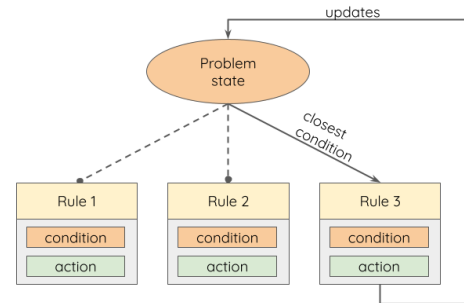 updates
Problem
state
closest
condition
Rule 1
Rule 2
Rule 3
condition
condition
condition
action
action
action